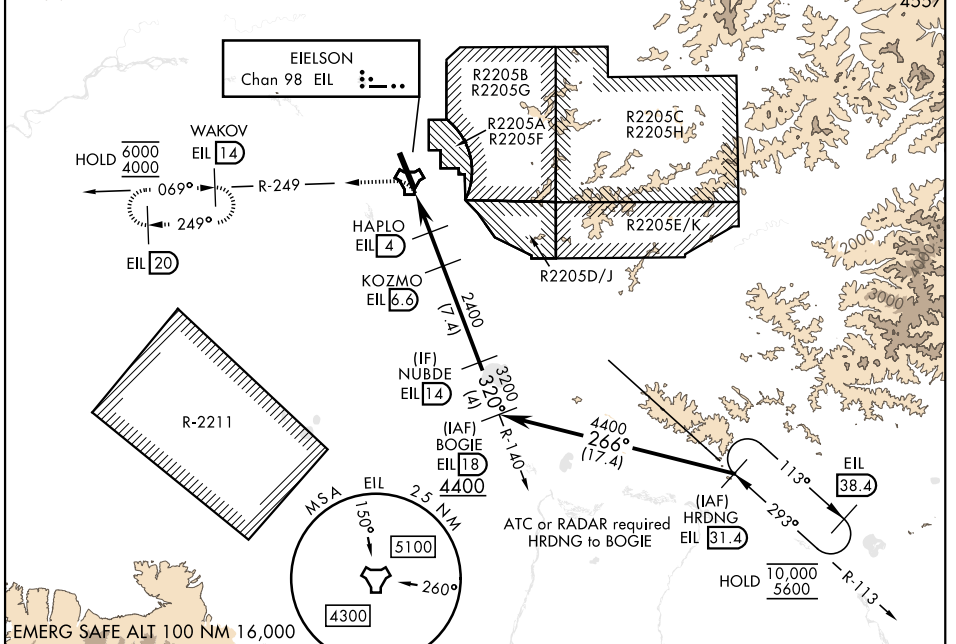 4557
EIELSON
Chan 98 EIL
R2205B
R2205G
R2205A
R2205F
R2205C
R2205H
R2205E/K
R2205D/J
WAKOV
EIL 14
HOLD 6000
4000
069°
R-249
249°
EIL 20
HAPLO
EIL 4
KOZMO
EIL 6.6
2400
(7.4)
2000
4000
3000
(IF)
NUBDE
EIL 14
3200
320°
(4)
R-140
(IAF)
BOGIE
EIL 18
4400
4400
266°
(17.4)
R-2211
113°
293°
EIL
38.4
(IAF)
HRDNG
EIL 31.4
ATC or RADAR required
HRDNG to BOGIE
HOLD 10,000
5600
R-113
MSA EIL 25 NM
150°
5100
260°
4300
EMERG SAFE ALT 100 NM 16,000